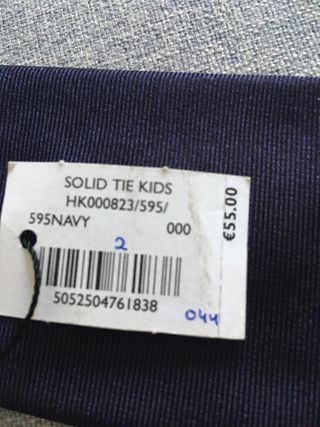 SOLID TIE KIDS
HK000823/595/
595NAVY 000
2
5052504761838
044
€55.00